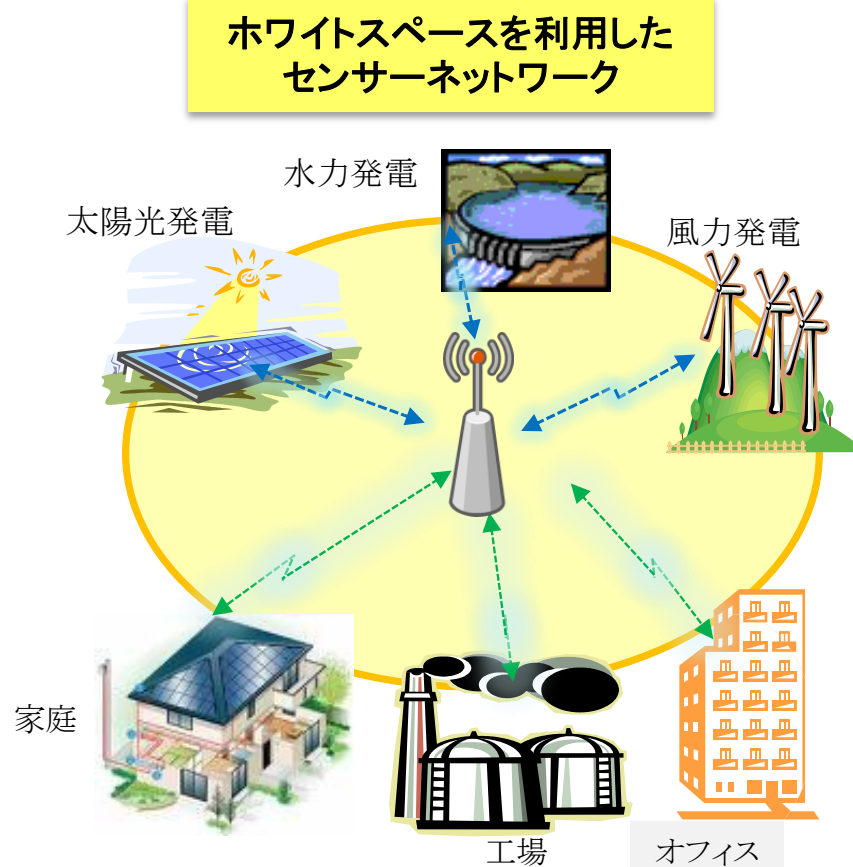 ホワイトスペースを利用した
センサーネットワーク
水力発電
太陽光発電
風力発電
家庭
工場
オフィス